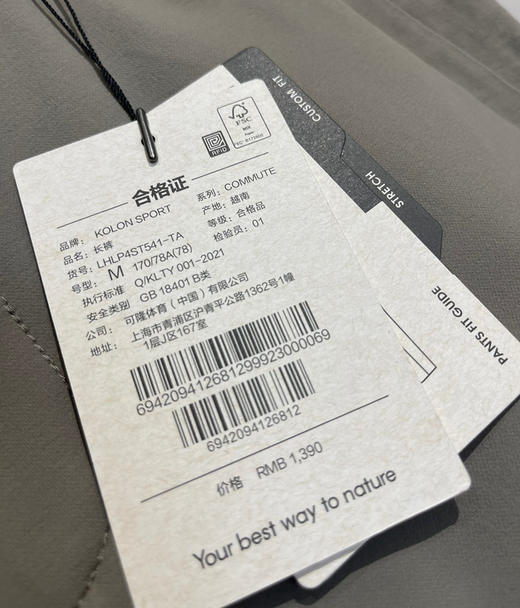 CUSTOM FIT
STRETCH
PANTS FIT GUIDE
FSC
MIX
Paper
RFID
合格证
品牌: KOLON SPORT 系列: COMMUTE
品名: 长裤 产地: 越南
货号: LHLP4ST541-TA 等级: 合格品
号型: M 170/78A(78) 检验员: 01
执行标准 Q/KLTY 001-2021
安全类别 GB 18401 B类
公司: 可隆体育（中国）有限公司
地址: 上海市青浦区沪青平公路1362号1幢
1层J区167室
694209412681299923000069
6942094126812
价格 RMB 1,390
Your best way to nature